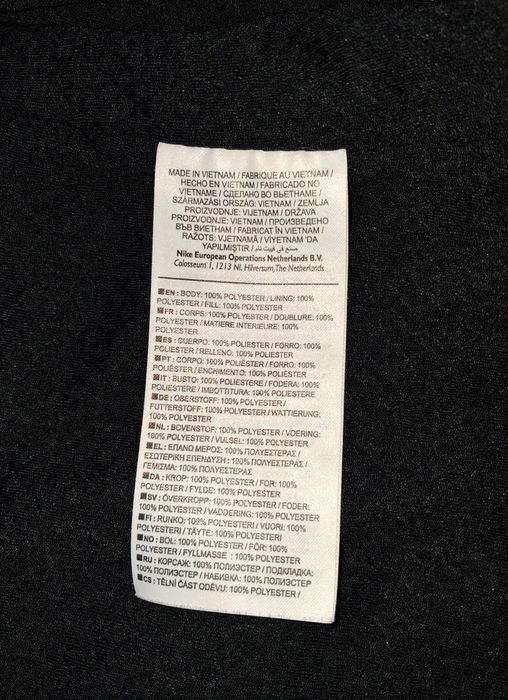 MADE IN VIETNAM / FABRIQUE AU VIETNAM /
HECHO EN VIETNAM / FABRICADO NO
VIETNAME / СДЕЛАНО ВО ВЬЕТНАМЕ /
SZÁRMAZÁSI ORSZÁG: VIETNAM / ZEMLJA
PROIZVODNJE: VIJETNAM / DRŽAVA
PROIZVODNJE: VIETNAM / ПРОИЗВЕДЕНО
ВЪВ ВИЕТНАМ / FABRICAT ÎN VIETNAM /
RAŽOTS: VJETNAMĀ / VİYETNAM 'DA
YAPILMIŞTIR / صنع في فييت نام
Nike European Operations Netherlands B.V.
Colosseum 1, 1213 NL Hilversum, The Netherlands
EN : BODY: 100% POLYESTER / LINING: 100%
POLYESTER / FILL: 100% POLYESTER
FR : CORPS: 100% POLYESTER / DOUBLURE: 100%
POLYESTER / MATIERE INTERIEURE: 100%
POLYESTER
ES : CUERPO: 100% POLIESTER / FORRO: 100%
POLIESTER / RELLENO: 100% POLIESTER
PT : CORPO: 100% POLIÉSTER / FORRO: 100%
POLIÉSTER / ENCHIMENTO: 100% POLIÉSTER
IT : BUSTO: 100% POLIESTERE / FODERA: 100%
POLIESTERE / IMBOTTITURA: 100% POLIESTERE
DE : OBERSTOFF: 100% POLYESTER /
FUTTERSTOFF: 100% POLYESTER / WATTIERUNG:
100% POLYESTER
NL : BOVENSTOF: 100% POLYESTER / VOERING:
100% POLYESTER / VULSEL: 100% POLYESTER
EL : ΕΠΑΝΩ ΜΕΡΟΣ: 100% ΠΟΛΥΕΣΤΕΡΑΣ /
ΕΣΩΤΕΡΙΚΗ ΕΠΕΝΔΥΣΗ : 100% ΠΟΛΥΕΣΤΕΡΑΣ /
ΓΕΜΙΣΜΑ: 100% ΠΟΛΥΕΣΤΕΡΑΣ
DA : KROP: 100% POLYESTER / FOR: 100%
POLYESTER / FYLDE: 100% POLYESTER
SV : ÖVERKROPP: 100% POLYESTER / FODER:
100% POLYESTER / VADDERING: 100% POLYESTER
FI : RUNKO: 100% POLYESTERI / VUORI: 100%
POLYESTERI / TÄYTE: 100% POLYESTERI
NO : BOL: 100% POLYESTER / FÔR: 100%
POLYESTER / FYLLMASSE : 100% POLYESTER
RU : КОРСАЖ: 100% ПОЛИЭСТЕР / ПОДКЛАДКА:
100% ПОЛИЭСТЕР / НАБИВКА: 100% ПОЛИЭСТЕР
CS : TĚLNÍ ČÁST ODĚVU: 100% POLYESTER /